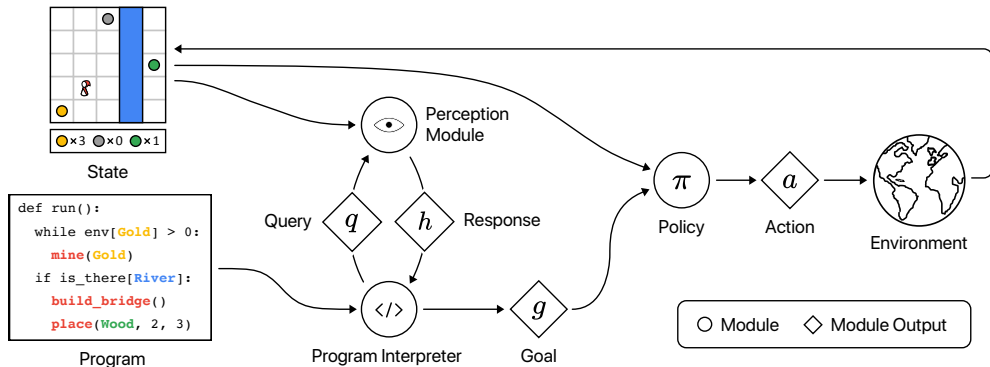 ×3 ×0 ×1
State
def run():
while env[Gold] > 0:
mine(Gold)
if is_there[River]:
build_bridge()
place(Wood, 2, 3)
Program
Perception
Module
Query
q
h
Response
</>
Program Interpreter
g
Goal
π
Policy
a
Action
Environment
Module
Module Output